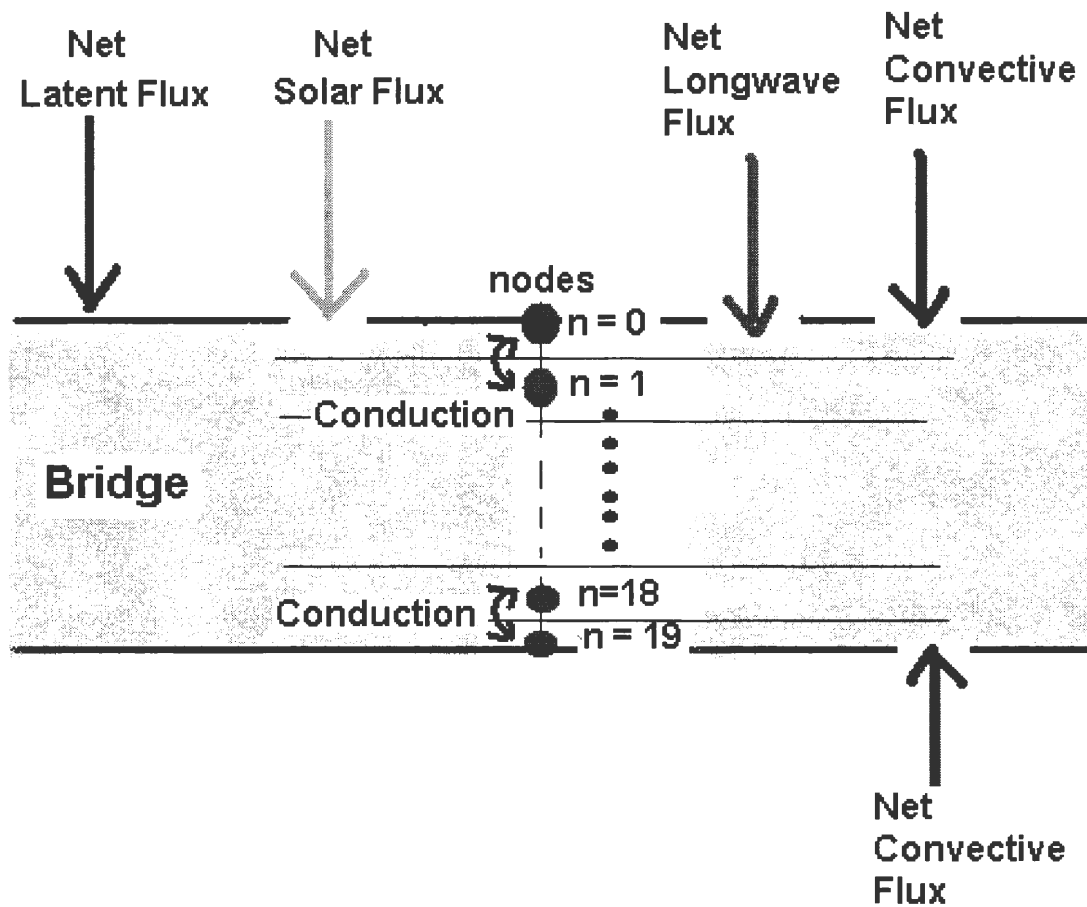 Net
Latent Flux
Net
Solar Flux
Net
Longwave
Flux
Net
Convective
Flux
nodes
n = 0
n = 1
Conduction
Bridge
n=18
Conduction
n = 19
Net
Convective
Flux